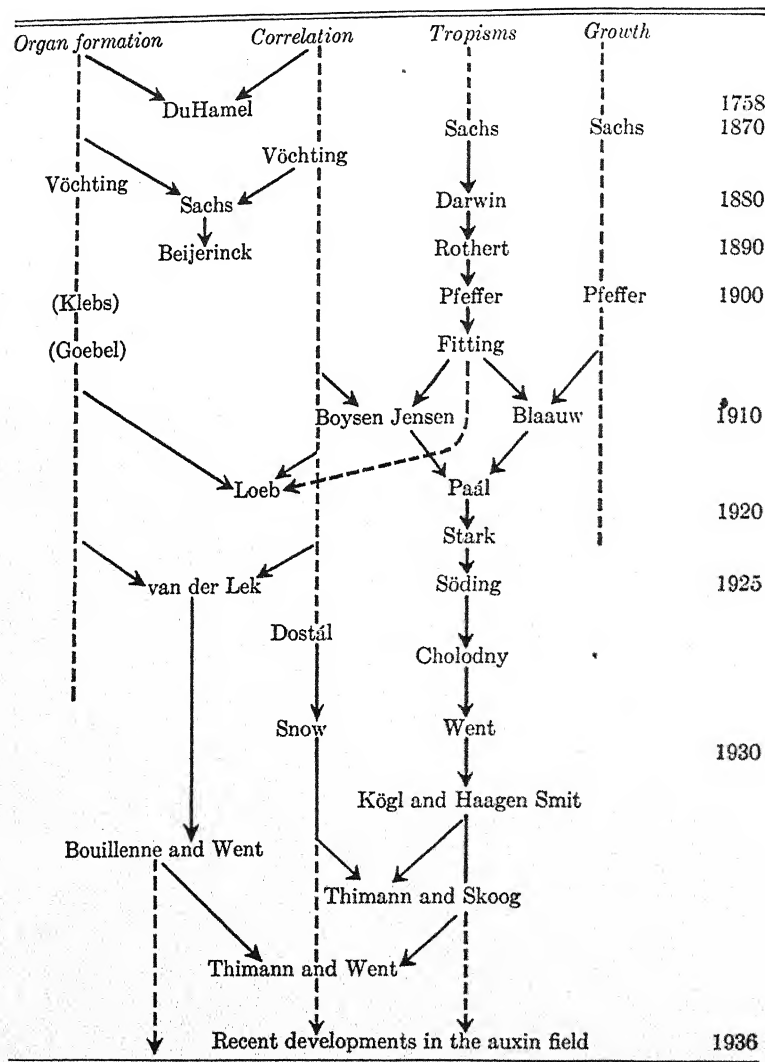 Organ formation Correlation Tropisms Growth
1758
DuHamel
Sachs Sachs 1870
Vöchting
Vöchting
Sachs Darwin 1880
Beijerinck Rothert 1890
(Klebs) Pfeffer Pfeffer 1900
(Goebel) Fitting
Boysen Jensen Blaauw 1910
Loeb Paál
1920
Stark
van der Lek Söding 1925
Dostál
Cholodny
Snow Went
1930
Kögl and Haagen Smit
Bouillenne and Went
Thimann and Skoog
Thimann and Went
Recent developments in the auxin field 1936